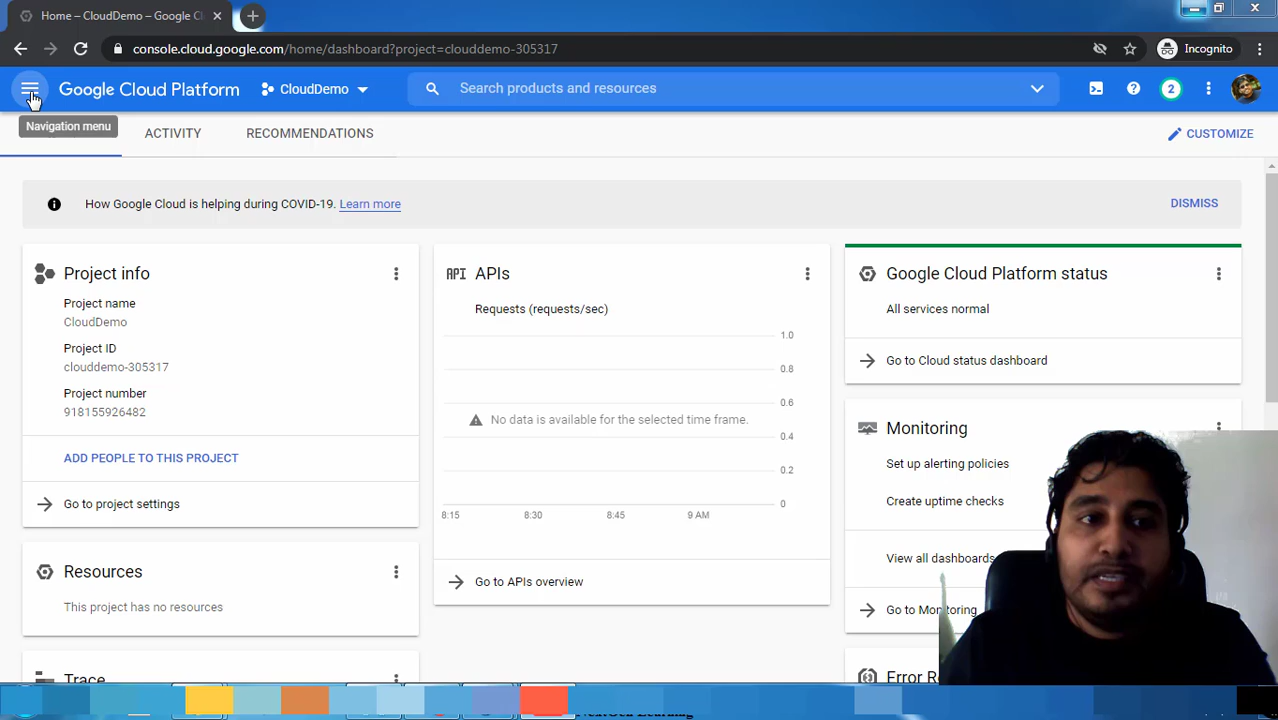 Home – CloudDemo – Google Cl
console.cloud.google.com/home/dashboard?project=clouddemo-305317
Incognito
Google Cloud Platform
CloudDemo
Search products and resources
2
Navigation menu
ACTIVITY
RECOMMENDATIONS
CUSTOMIZE
How Google Cloud is helping during COVID-19. Learn more
DISMISS
Project info
Project name
CloudDemo
Project ID
clouddemo-305317
Project number
918155926482
ADD PEOPLE TO THIS PROJECT
Go to project settings
Resources
This project has no resources
Trace
API APIs
Requests (requests/sec)
1.0
0.8
0.6
No data is available for the selected time frame.
0.4
0.2
0
8:15
8:30
8:45
9 AM
Go to APIs overview
Google Cloud Platform status
All services normal
Go to Cloud status dashboard
Monitoring
Set up alerting policies
Create uptime checks
View all dashboards
Go to Monitoring
Error Re
NextGen Learning